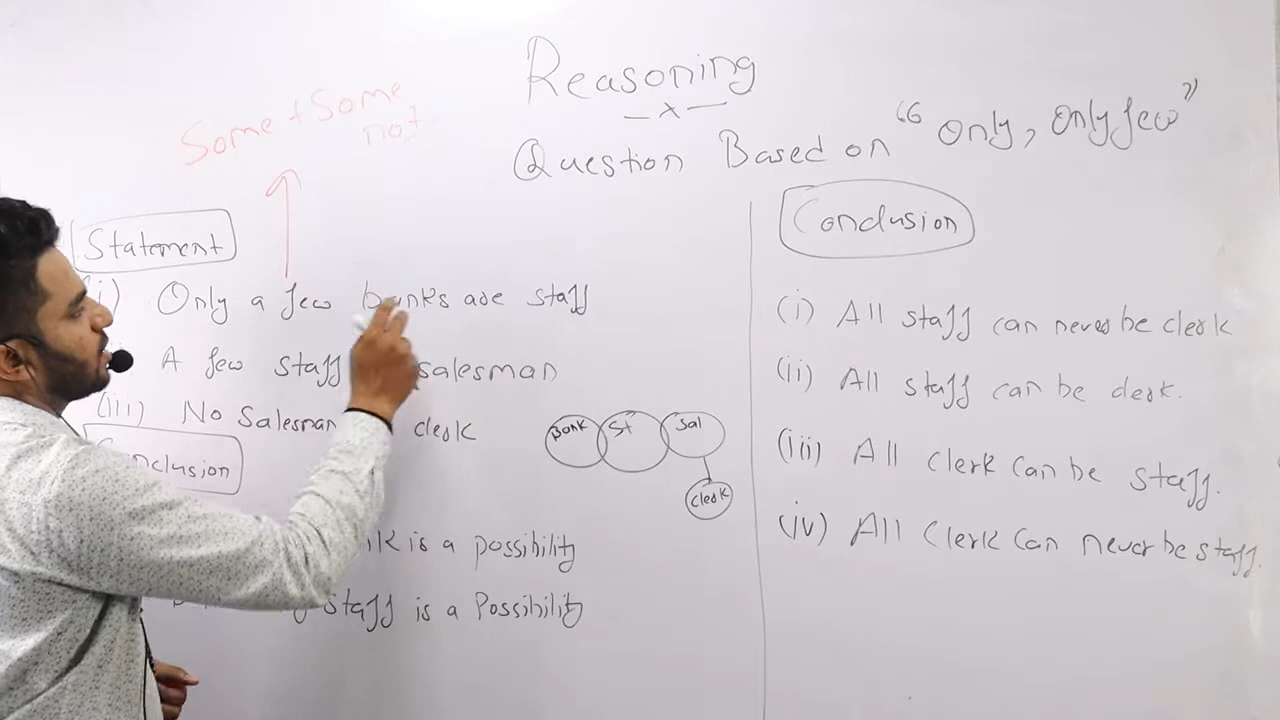 Reasoning
Question Based on "Only, Only few"
Some + Some
not.
Statement
(i) Only a few banks are staff
A few staff salesman
(iii) No Salesman clerk
Bank St Sal
Clerk
is a possibility
staff is a Possibility
Conclusion
(i) All staff can never be clerk
(ii) All staff can be clerk.
(iii) All clerk can be staff.
(iv) All Clerk Can never be staff.